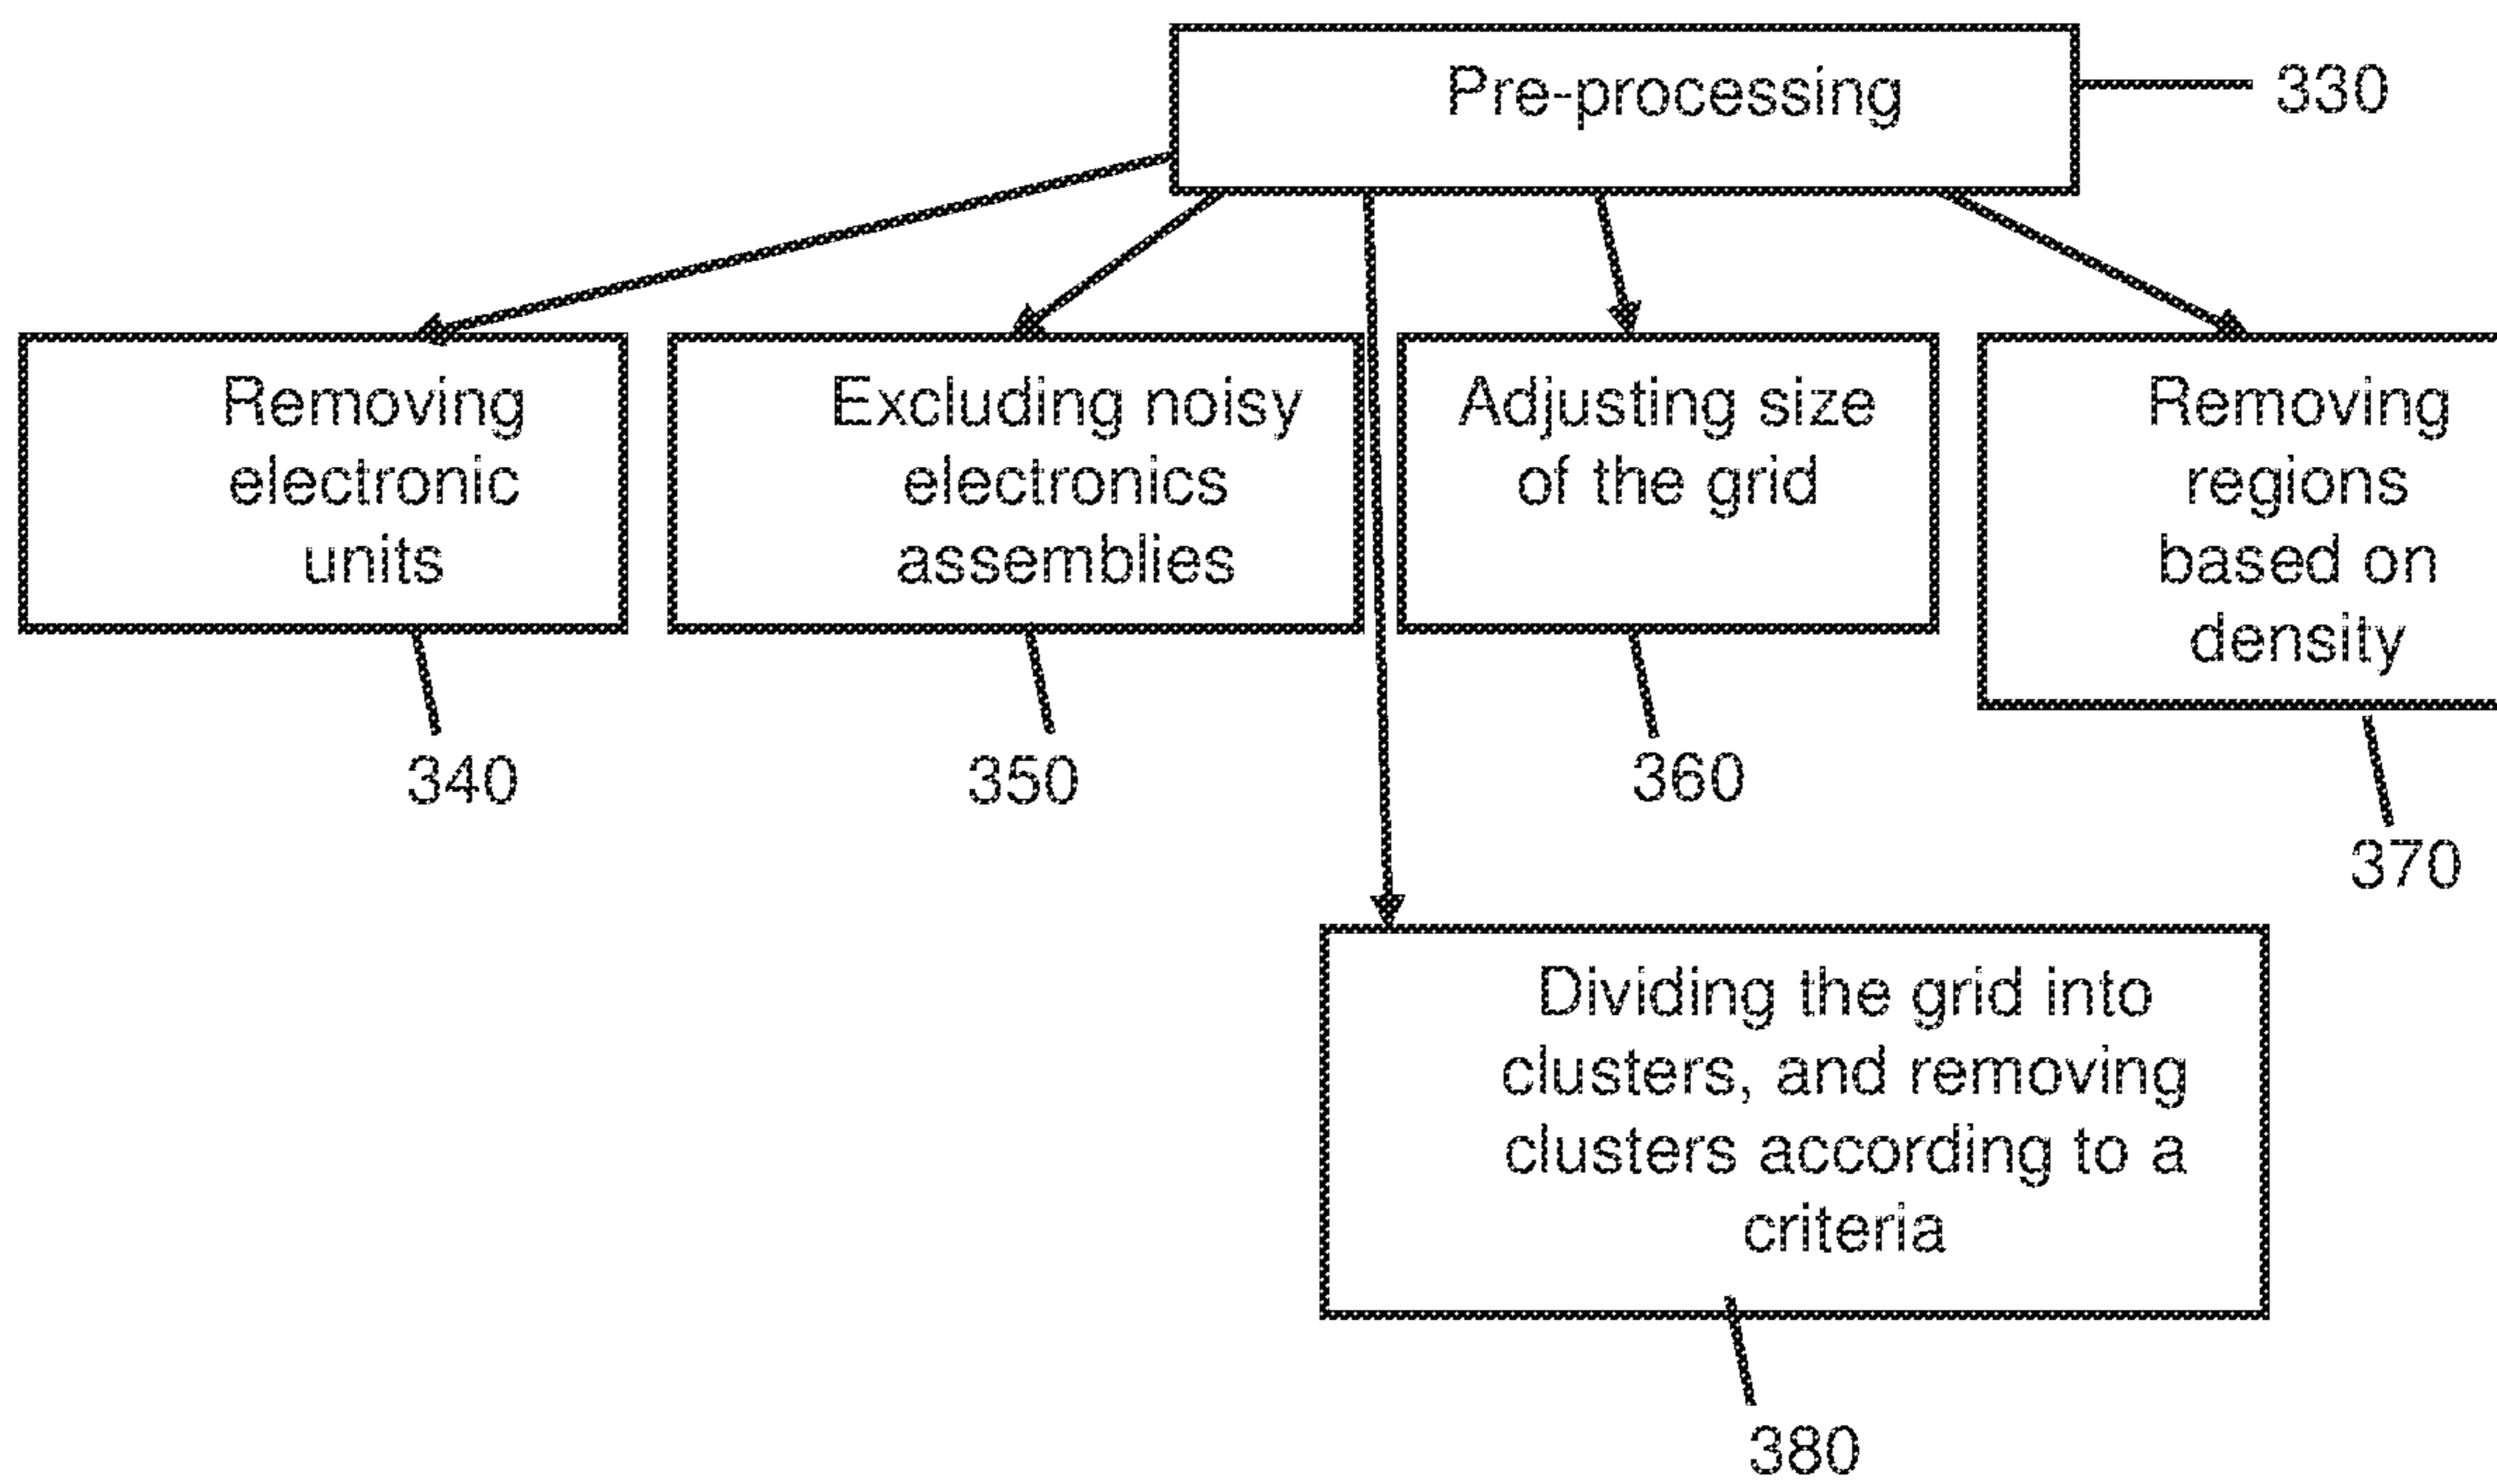 Pre-processing
330
Removing
electronic
units
340
Excluding noisy
electronics
assemblies
350
Adjusting size
of the grid
360
Removing
regions
based on
density
370
Dividing the grid into
clusters, and removing
clusters according to a
criteria
380